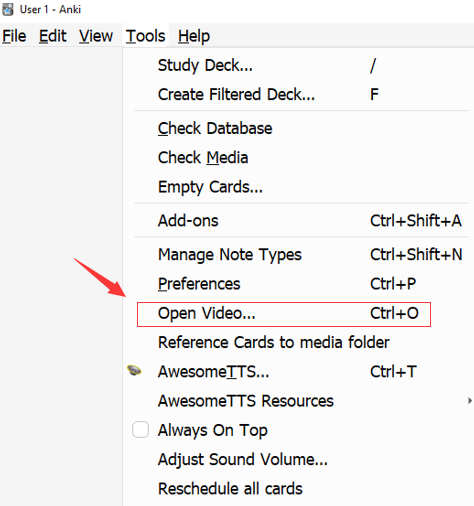 User 1 - Anki
File Edit View Tools Help
Study Deck... /
Create Filtered Deck... F
Check Database
Check Media
Empty Cards...
Add-ons Ctrl+Shift+A
Manage Note Types Ctrl+Shift+N
Preferences Ctrl+P
Open Video... Ctrl+O
Reference Cards to media folder
AwesomeTTS... Ctrl+T
AwesomeTTS Resources
Always On Top
Adjust Sound Volume...
Reschedule all cards